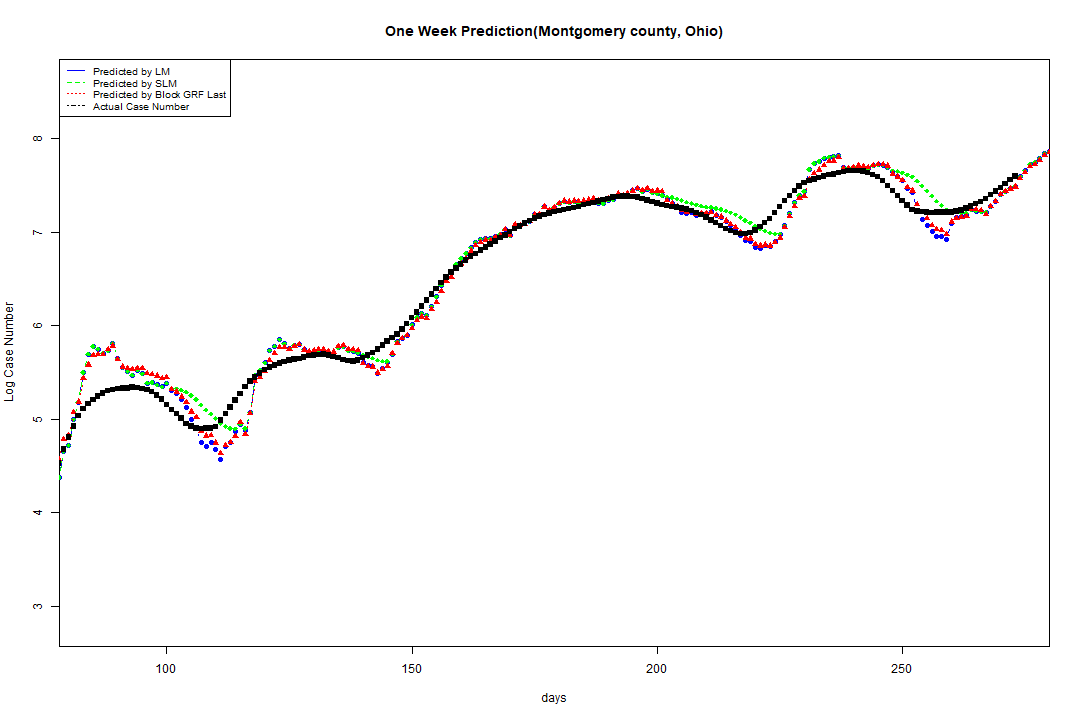 One Week Prediction(Montgomery county, Ohio)
Predicted by LM
Predicted by SLM
Predicted by Block GRF Last
Actual Case Number
8
7
6
5
4
3
Log Case Number
100 150 200 250
days